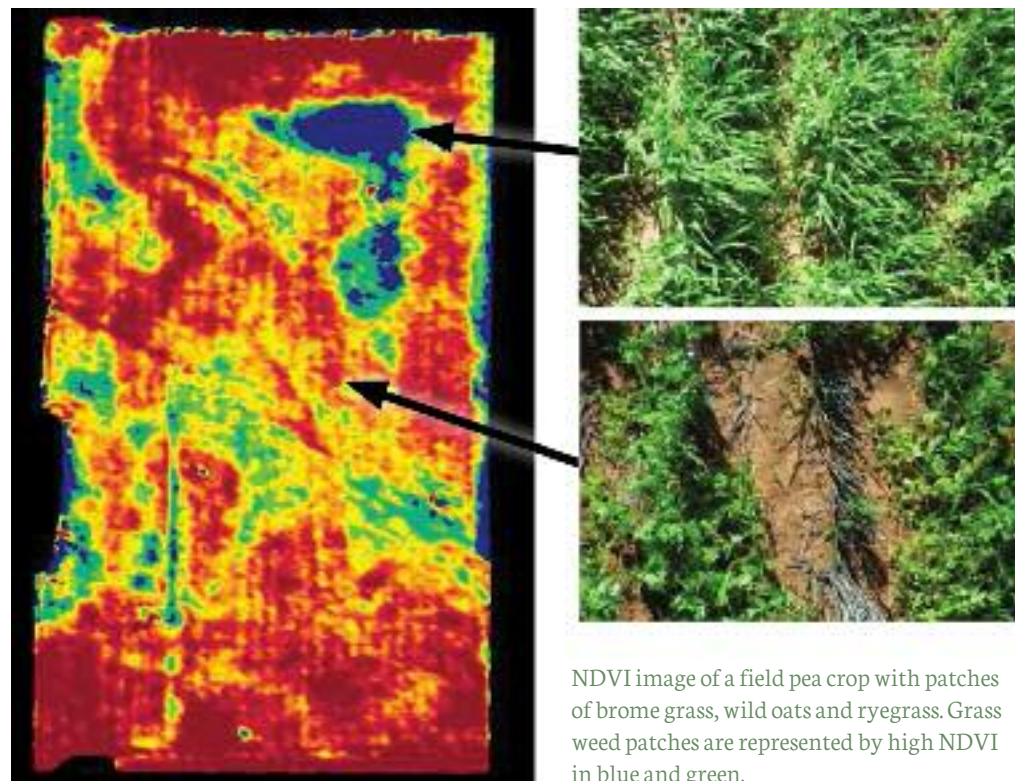 NDVI image of a field pea crop with patches
of brome grass, wild oats and ryegrass. Grass
weed patches are represented by high NDVI
in blue and green.